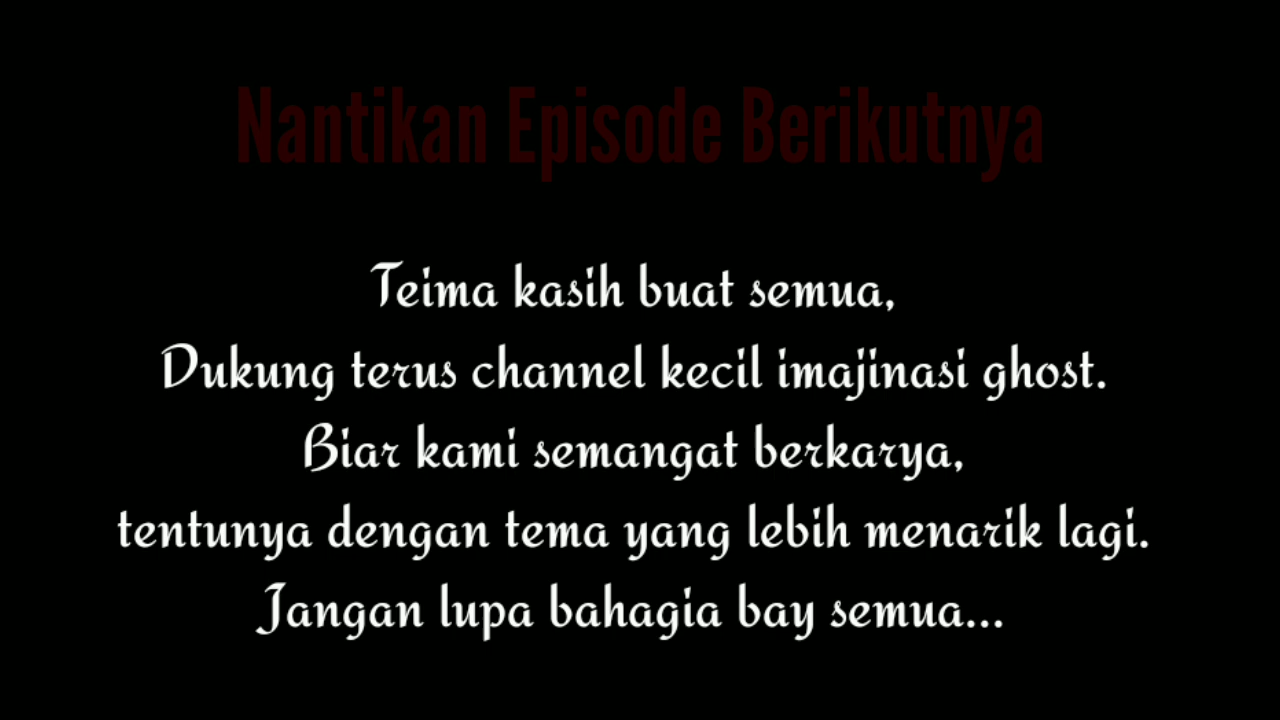 Nantikan Episode Berikutnya
Teima kasih buat semua,
Dukung terus channel kecil imajinasi ghost.
Biar kami semangat berkarya,
tentunya dengan tema yang lebih menarik lagi.
Jangan lupa bahagia bay semua...